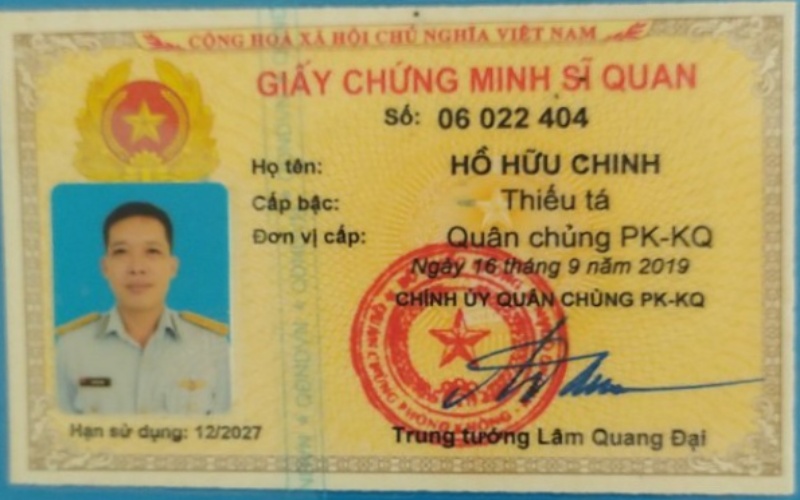 CỘNG HOÀ XÃ HỘI CHỦ NGHĨA VIỆT NAM
GIẤY CHỨNG MINH SĨ QUAN
Số: 06 022 404
Họ tên: HỒ HỮU CHINH
Cấp bậc: Thiếu tá
Đơn vị cấp: Quân chủng PK-KQ
Ngày 16 tháng 9 năm 2019
CHÍNH ỦY QUÂN CHỦNG PK-KQ
Hạn sử dụng: 12/2027
Trung tướng Lâm Quang Đại
QĐNDVN